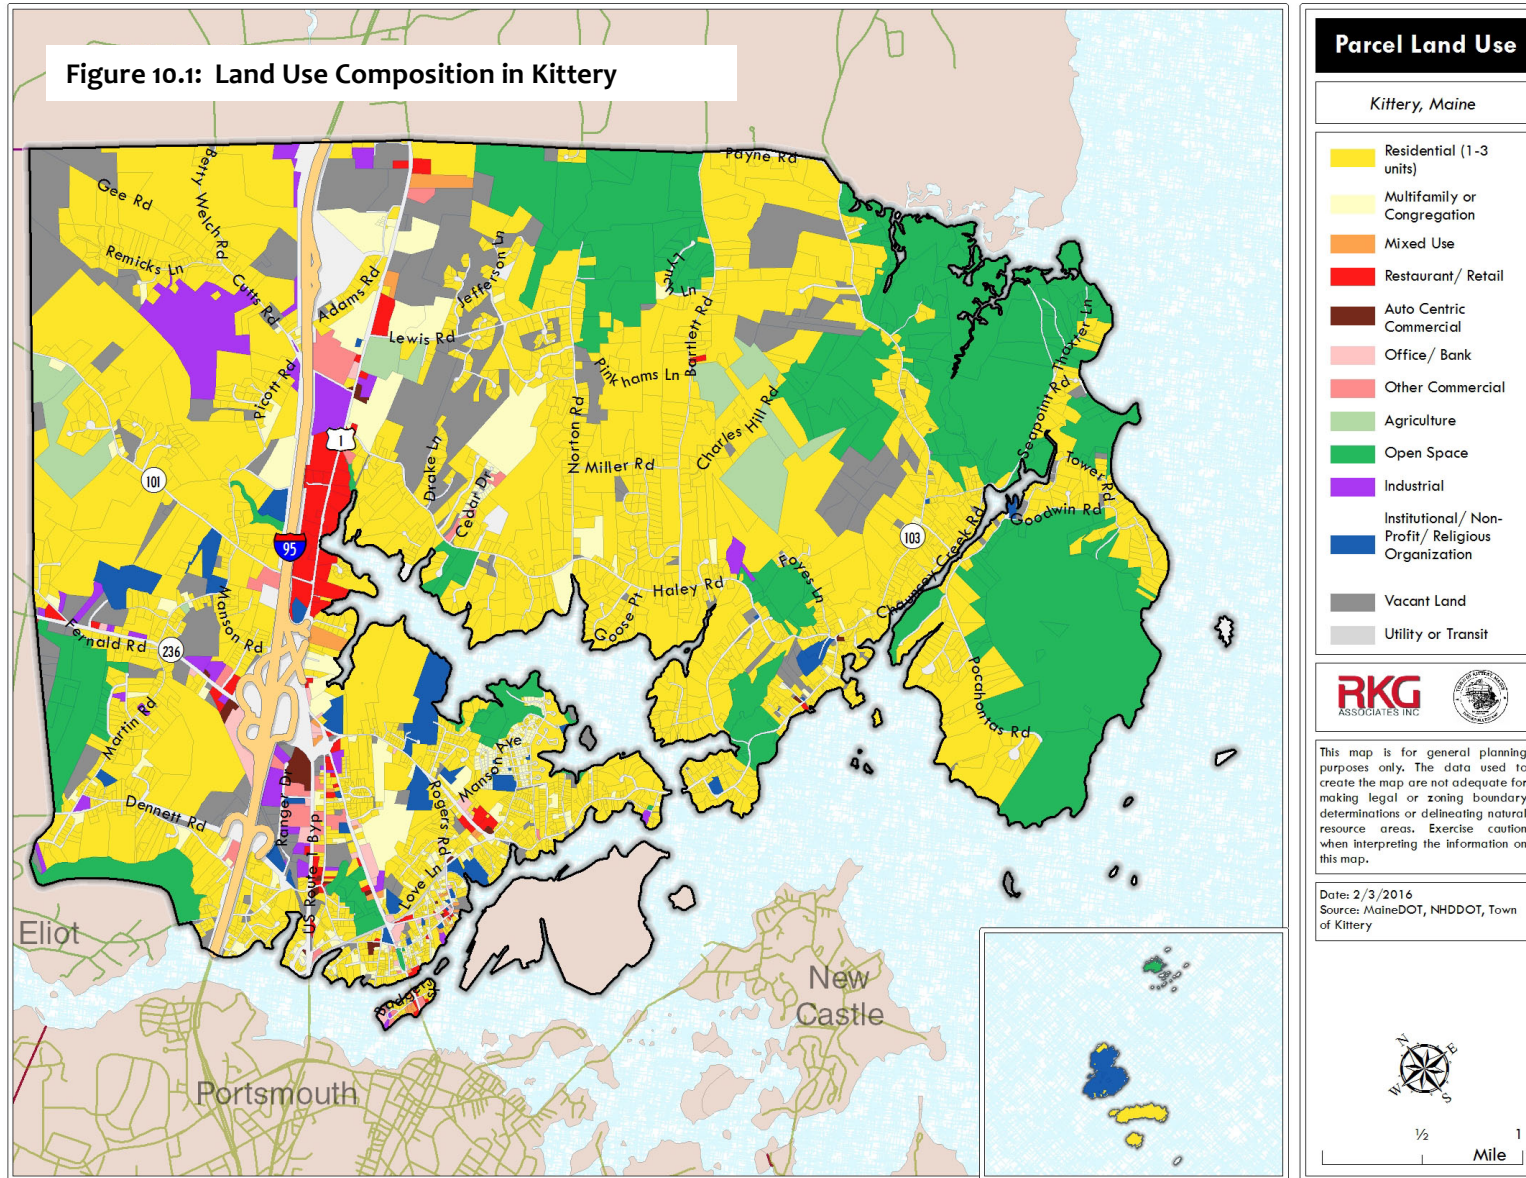 Figure 10.1: Land Use Composition in Kittery
Payne Rd
Betty Welch Rd
Gee Rd
Remicks Ln
Cutts Rd
Adams Rd
Jefferson Ln
Lynch Ln
Lewis Rd
Bartlett Rd
Pinkhams Ln
Picott Rd
Thaxter Ln
Seapoint Rd
Charles Hill Rd
Norton Rd
Miller Rd
Drake Ln
Cedar Dr
Tower Rd
Goodwin Rd
1
101
95
103
236
Chauncey Creek Rd
Foyes Ln
Haley Rd
Goose Pt
Manson Rd
Fernald Rd
Martin Rd
Pocahontas Rd
Manson Ave
Rogers Rd
Ranger Dr
US Route 1 Byp
Dennett Rd
Love Ln
Badgers
Eliot
New
Castle
Portsmouth
Parcel Land Use
Kittery, Maine
Residential (1-3
units)
Multifamily or
Congregation
Mixed Use
Restaurant/ Retail
Auto Centric
Commercial
Office/ Bank
Other Commercial
Agriculture
Open Space
Industrial
Institutional/ Non-
Profit/ Religious
Organization
Vacant Land
Utility or Transit
RKG
ASSOCIATES INC
This map is for general planning
purposes only. The data used to
create the map are not adequate for
making legal or zoning boundary
determinations or delineating natural
resource areas. Exercise caution
when interpreting the information on
this map.
Date: 2/3/2016
Source: MaineDOT, NHDDOT, Town
of Kittery
N
E
W
S
½
1
Mile